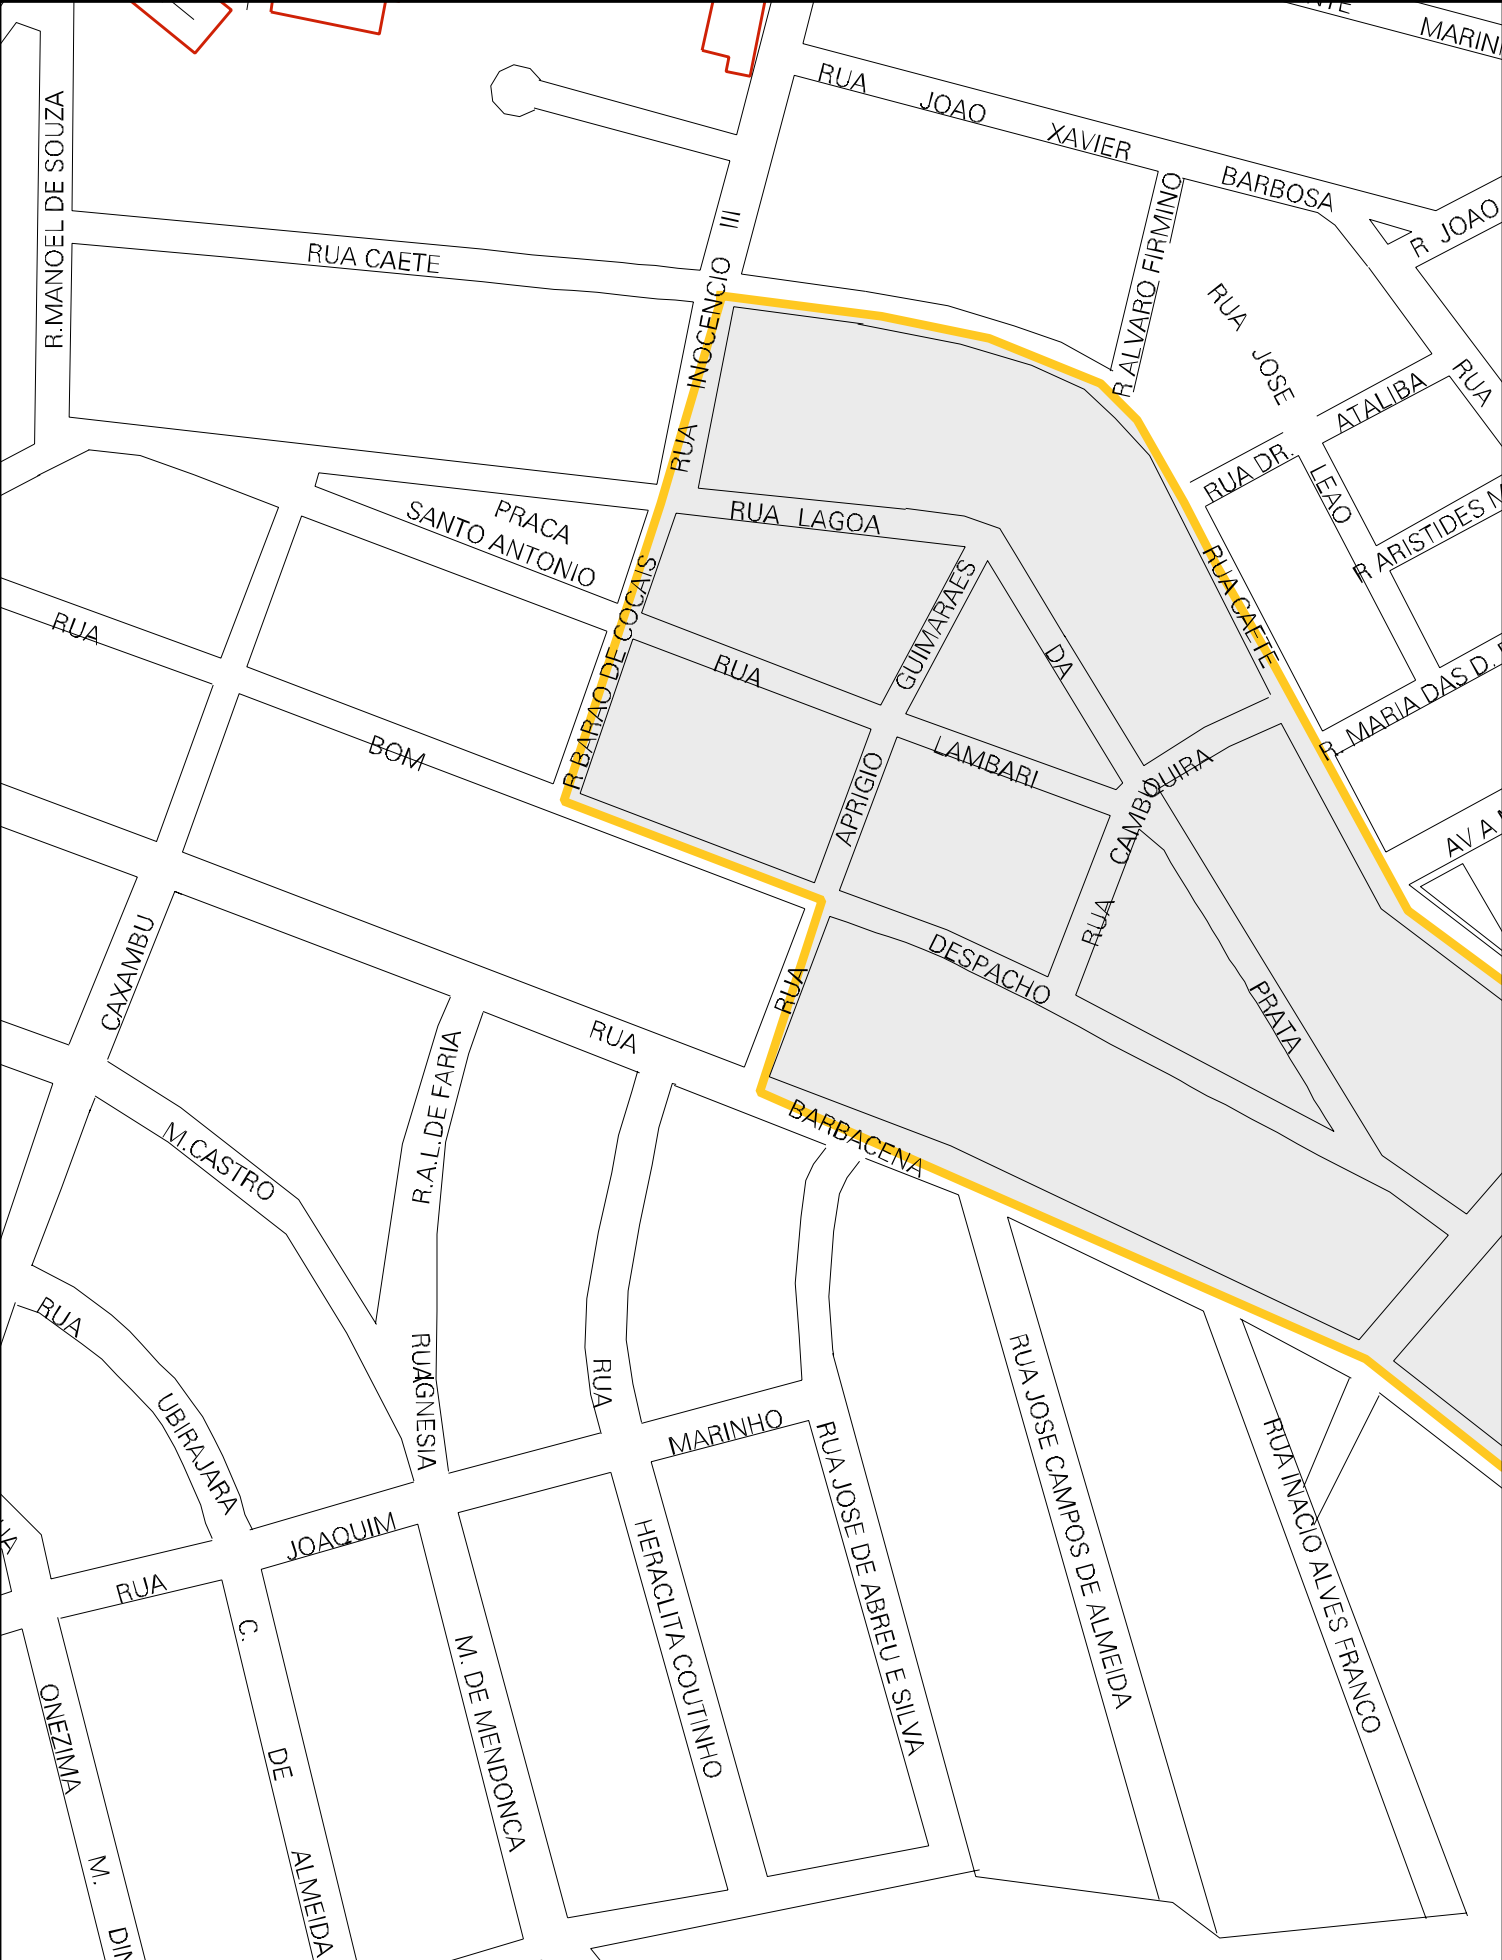 MARIN
RUA JOAO XAVIER BARBOSA
R. MANOEL DE SOUZA
R ALVARO FIRMINO
R JOAO
RUA CAETE
RUA INOCENCIO III
RUA JOSE
LEAO
RUA
RUA DR.
ATALIBA
PRACA
SANTO ANTONIO
RUA LAGOA
DA
PRATA
R ARISTIDES M
RUA CAETE
R BARAO DE COCAIS
GUIMARAES
APRIGIO
RUA
RUA
LAMBARI
R. MARIA DAS D.
RUA
BOM
DESPACHO
RUA CAMBUQUIRA
AV A
CAXAMBU
RUA
BARBACENA
R.A.L.DE FARIA
M.CASTRO
RUA
UBIRAJARA
RUA
MAGNESIA
RUA
MARINHO
JOAQUIM
RUA
RUA JOSE CAMPOS DE ALMEIDA
RUA JOSE DE ABREU E SILVA
RUA INACIO ALVES FRANCO
HERACLITA COUTINHO
C.
DE
ALMEIDA
M. DE MENDONCA
ONEZIMA
M.
DIN